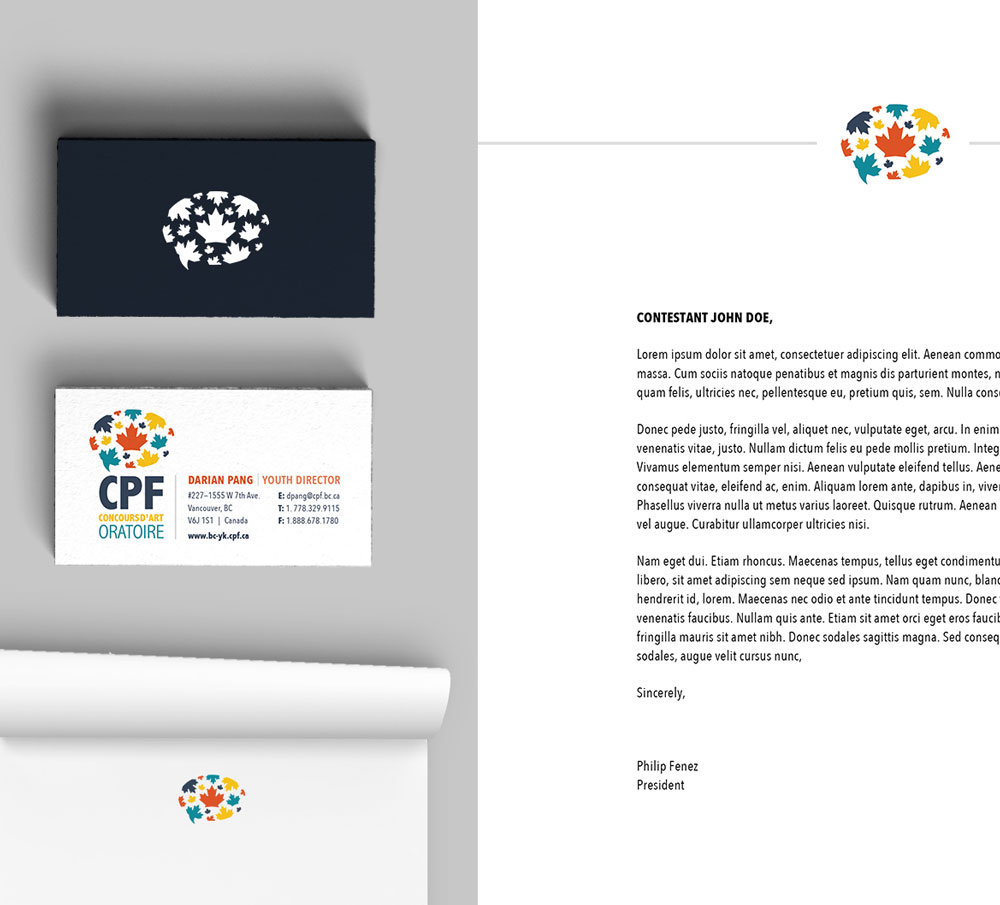 CPF
CONCOURS D'ART
ORATOIRE
DARIAN PANG | YOUTH DIRECTOR
#227–1555 W 7th Ave.
Vancouver, BC
V6J 1S1 | Canada
www.bc-yk.cpf.ca
E: dpang@cpf.bc.ca
T: 1. 778.329.9115
F: 1.888.678.1780
CONTESTANT JOHN DOE,
Lorem ipsum dolor sit amet, consectetuer adipiscing elit. Aenean commo
massa. Cum sociis natoque penatibus et magnis dis parturient montes, n
quam felis, ultricies nec, pellentesque eu, pretium quis, sem. Nulla cons
Donec pede justo, fringilla vel, aliquet nec, vulputate eget, arcu. In enim
venenatis vitae, justo. Nullam dictum felis eu pede mollis pretium. Integ
Vivamus elementum semper nisi. Aenean vulputate eleifend tellus. Aene
consequat vitae, eleifend ac, enim. Aliquam lorem ante, dapibus in, viver
Phasellus viverra nulla ut metus varius laoreet. Quisque rutrum. Aenean
vel augue. Curabitur ullamcorper ultricies nisi.
Nam eget dui. Etiam rhoncus. Maecenas tempus, tellus eget condimentu
libero, sit amet adipiscing sem neque sed ipsum. Nam quam nunc, bland
hendrerit id, lorem. Maecenas nec odio et ante tincidunt tempus. Donec
venenatis faucibus. Nullam quis ante. Etiam sit amet orci eget eros faucib
fringilla mauris sit amet nibh. Donec sodales sagittis magna. Sed conseq
sodales, augue velit cursus nunc,
Sincerely,
Philip Fenez
President